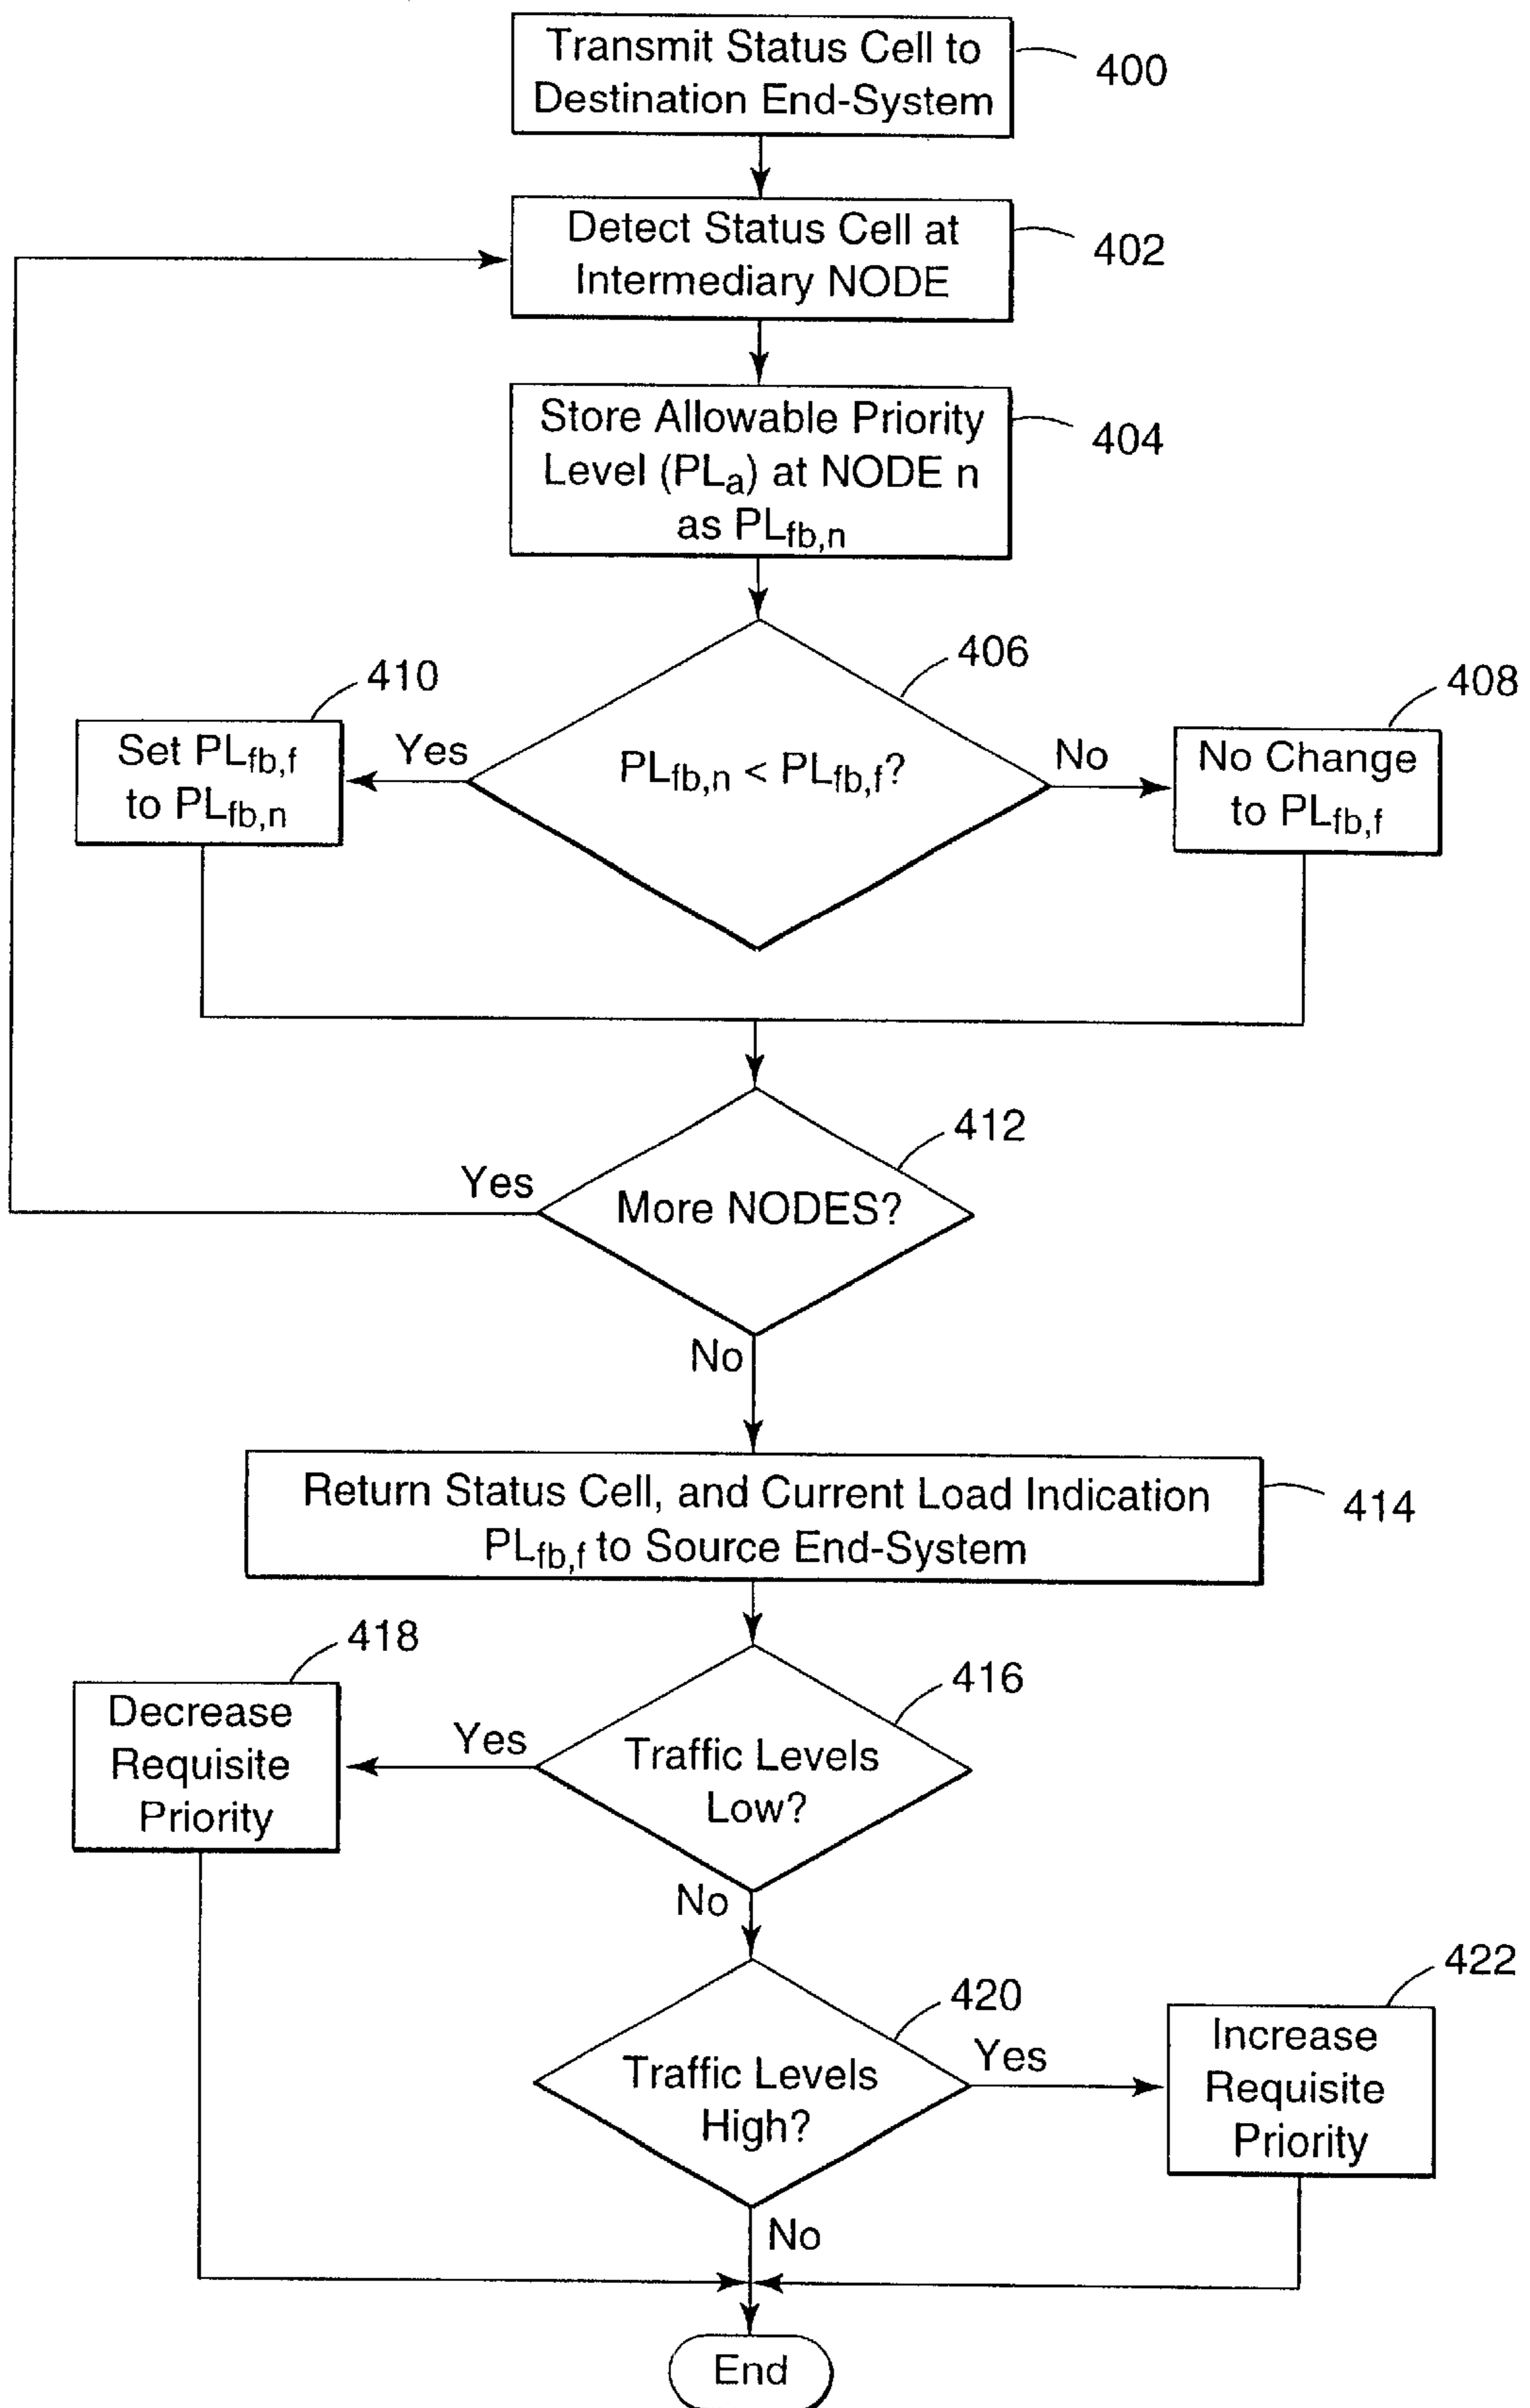 Transmit Status Cell to
Destination End-System
400
Detect Status Cell at
Intermediary NODE
402
Store Allowable Priority
Level (PLa) at NODE n
as PLfb,n
404
406
PLfb,n < PLfb,f?
Yes
No
410
Set PLfb,f
to PLfb,n
408
No Change
to PLfb,f
412
More NODES?
Yes
No
Return Status Cell, and Current Load Indication
PLfb,f to Source End-System
414
416
Traffic Levels
Low?
Yes
No
418
Decrease
Requisite
Priority
420
Traffic Levels
High?
Yes
No
422
Increase
Requisite
Priority
End